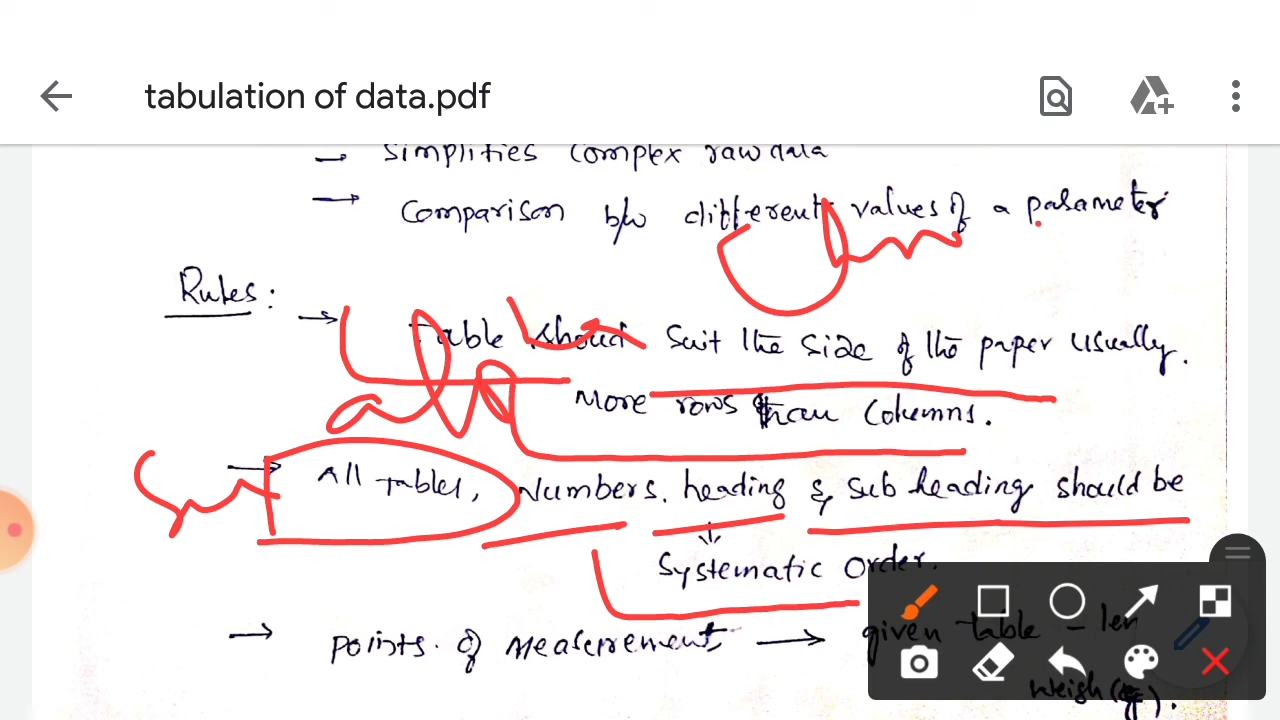 tabulation of data.pdf
→ Simplifies Complex raw data
→ Comparison b/w different values of a parameter
Rules:
→ Table should suit the size of the paper usually.
More rows than Columns.
→ All tables, Numbers, heading & Sub heading should be
Systematic Order.
→ Points of Measurement → given table - len
weigh